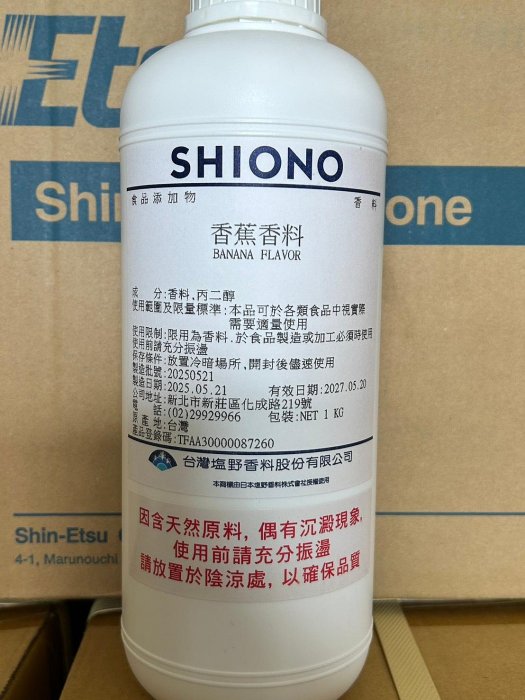 Ets
Shin
one
SHIONO
食品添加物 香料
香蕉香料
BANANA FLAVOR
成 分:香料,丙二醇
使用範圍及限量標準:本品可於各類食品中視實際
需要適量使用
使用限制:限用為香料.於食品製造或加工必須時使用
使用前請充分振盪
保存條件:放置冷暗場所,開封後儘速使用
製造批號:20250521
製造日期:2025.05.21 有效日期:2027.05.20
公司地址:新北市新莊區化成路219號
電 話:(02)29929966 包裝:NET 1 KG
原 產 地:台灣
產品登錄碼:TFAA30000087260
台灣塩野香料股份有限公司
本商標由日本塩野香料株式會社授權使用
因含天然原料, 偶有沉澱現象,
使用前請充分振盪
請放置於陰涼處, 以確保品質
Shin-Etsu
4-1, Marunouchi